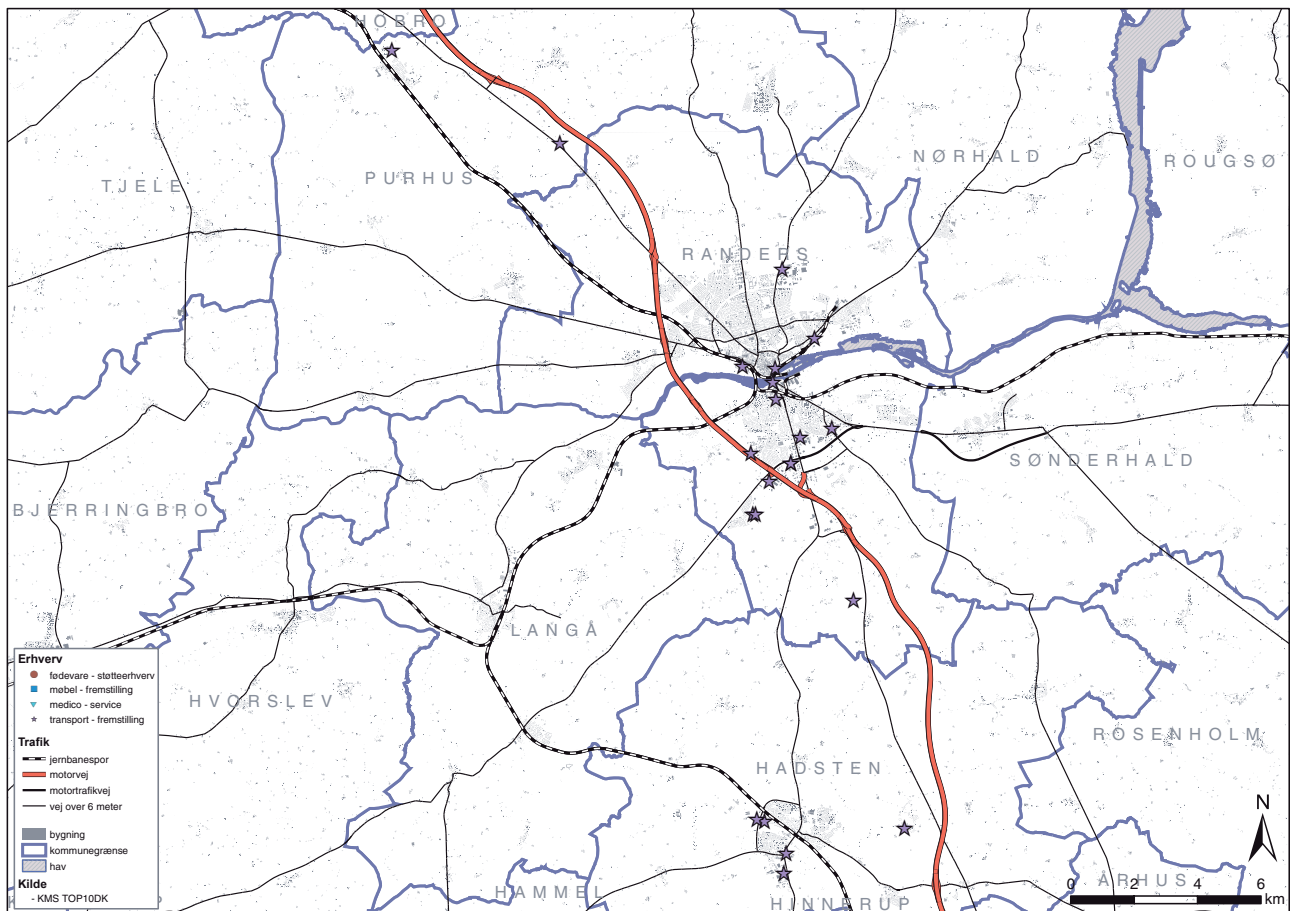 HOBRO
NØRHALD
ROUGSØ
TJELE
PURHUS
RANDERS
SØNDERHALD
BJERRINGBRO
LANGÅ
HVORSLEV
ROSENHOLM
HADSTEN
HAMMEL
HINNERUP
ÅRHUS
Erhverv
fødevare - støtteerhverv
møbel - fremstilling
medico - service
transport - fremstilling
Trafik
jernbanespor
motorvej
motortrafikvej
vej over 6 meter
bygning
kommunegrænse
hav
Kilde
- KMS TOP10DK
N
0 2 4 6
km